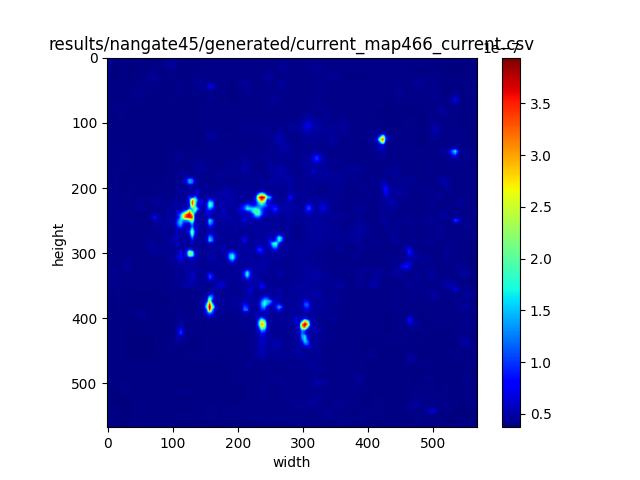 results/nangate45/generated/current_map466_current.csv
1e−7
0
100
200
300
400
500
height
0 100 200 300 400 500
width
3.5
3.0
2.5
2.0
1.5
1.0
0.5